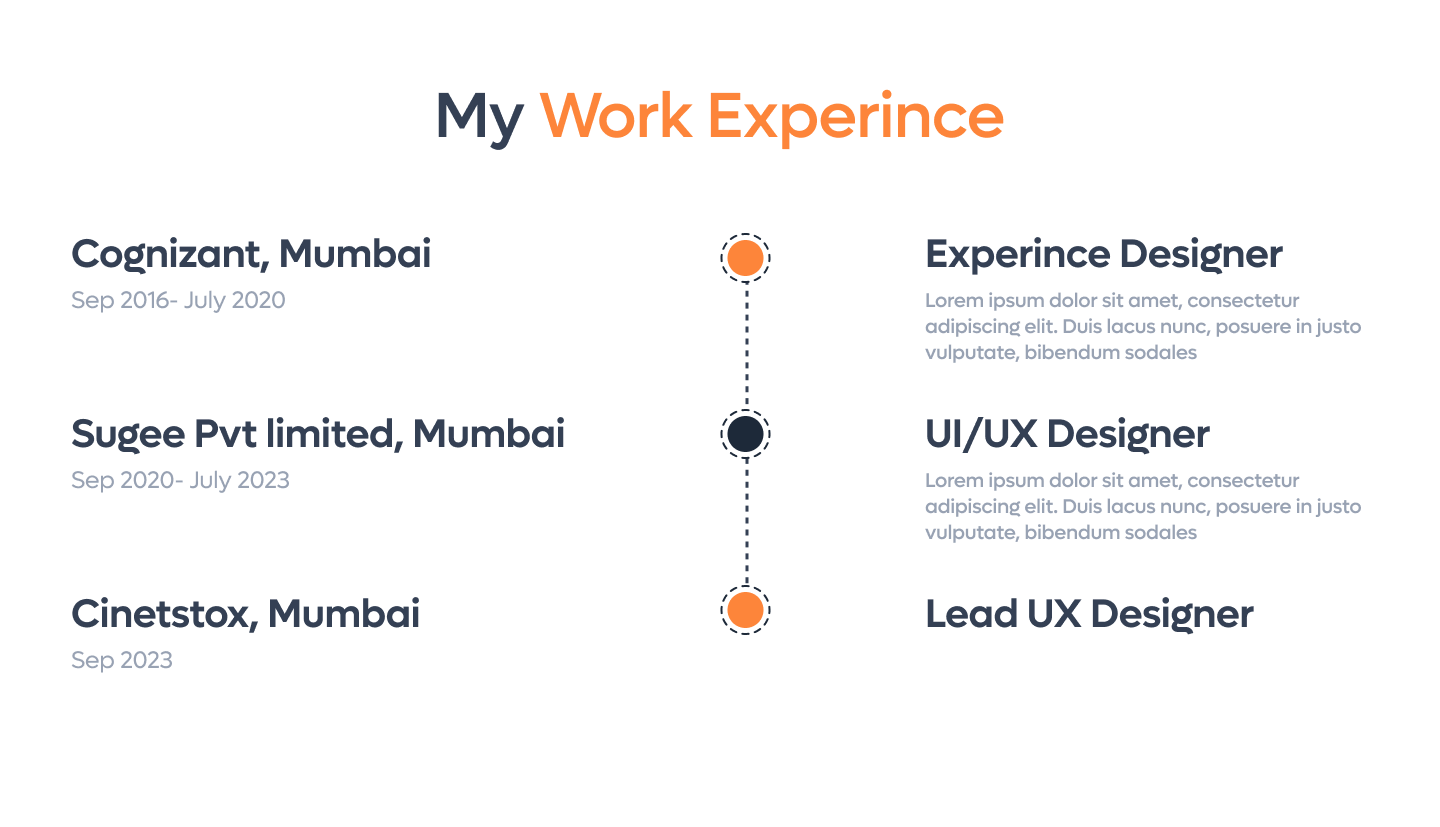 My Work Experince
Cognizant, Mumbai
Sep 2016- July 2020
Experince Designer
Lorem ipsum dolor sit amet, consectetur
adipiscing elit. Duis lacus nunc, posuere in justo
vulputate, bibendum sodales
Sugee Pvt limited, Mumbai
Sep 2020- July 2023
UI/UX Designer
Lorem ipsum dolor sit amet, consectetur
adipiscing elit. Duis lacus nunc, posuere in justo
vulputate, bibendum sodales
Cinetstox, Mumbai
Sep 2023
Lead UX Designer